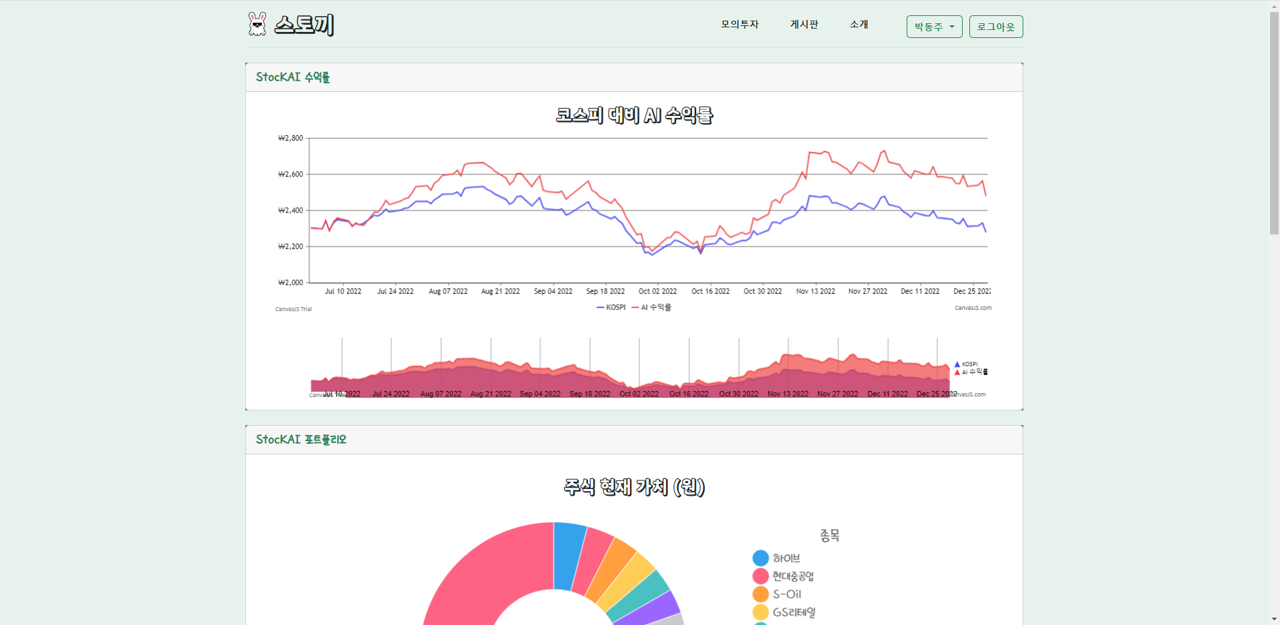 스토끼
모의투자 게시판 소개 박동주 로그아웃
StocKAI 수익률
코스피 대비 AI 수익률
₩2,800
₩2,600
₩2,400
₩2,200
₩2,000
Jul 10 2022 Jul 24 2022 Aug 07 2022 Aug 21 2022 Sep 04 2022 Sep 18 2022 Oct 02 2022 Oct 16 2022 Oct 30 2022 Nov 13 2022 Nov 27 2022 Dec 11 2022 Dec 25 2022
KOSPI AI 수익률
CanvasJS Trial CanvasJS.com
KOSPI
AI 수익률
Jul 10 2022 Jul 24 2022 Aug 07 2022 Aug 21 2022 Sep 04 2022 Sep 18 2022 Oct 02 2022 Oct 16 2022 Oct 30 2022 Nov 13 2022 Nov 27 2022 Dec 11 2022 Dec 25 2022
StocKAI 포트폴리오
주식 현재 가치 (원)
종목
하이브
현대중공업
S-Oil
GS리테일